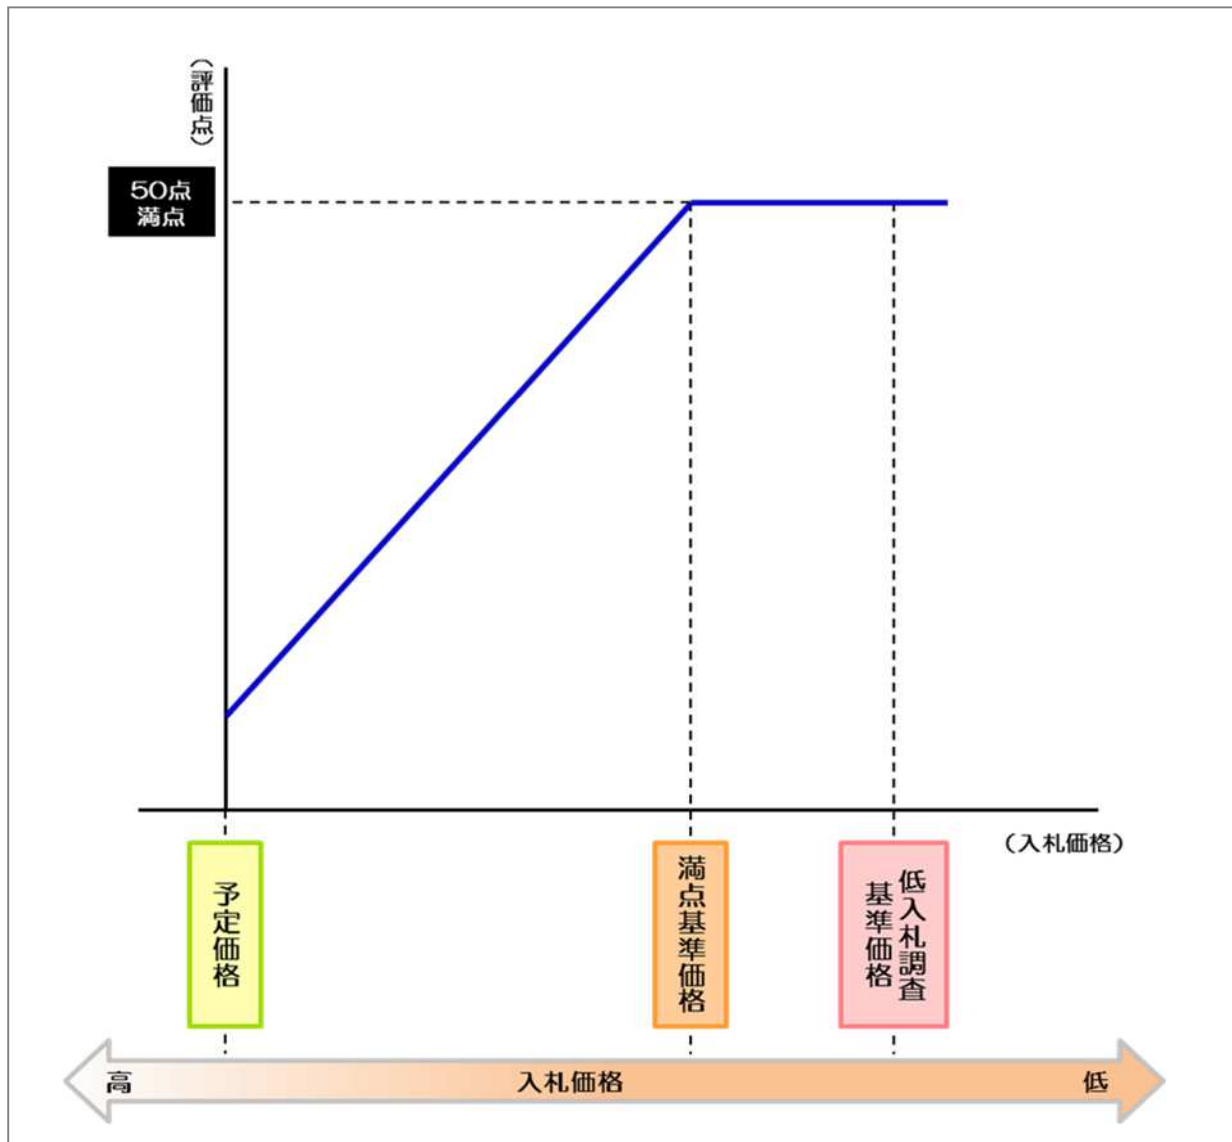 （評価点）
50点
満点
（入札価格）
予定価格
満点基準価格
低入札調査
基準価格
高
入札価格
低